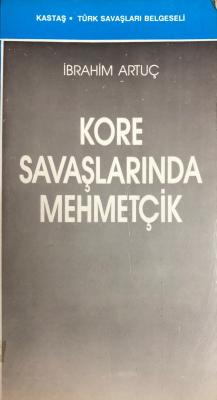 KASTAŞ • TÜRK SAVAŞLARI BELGESELİ
İBRAHİM ARTUÇ
KORE
SAVAŞLARINDA
MEHMETÇİK